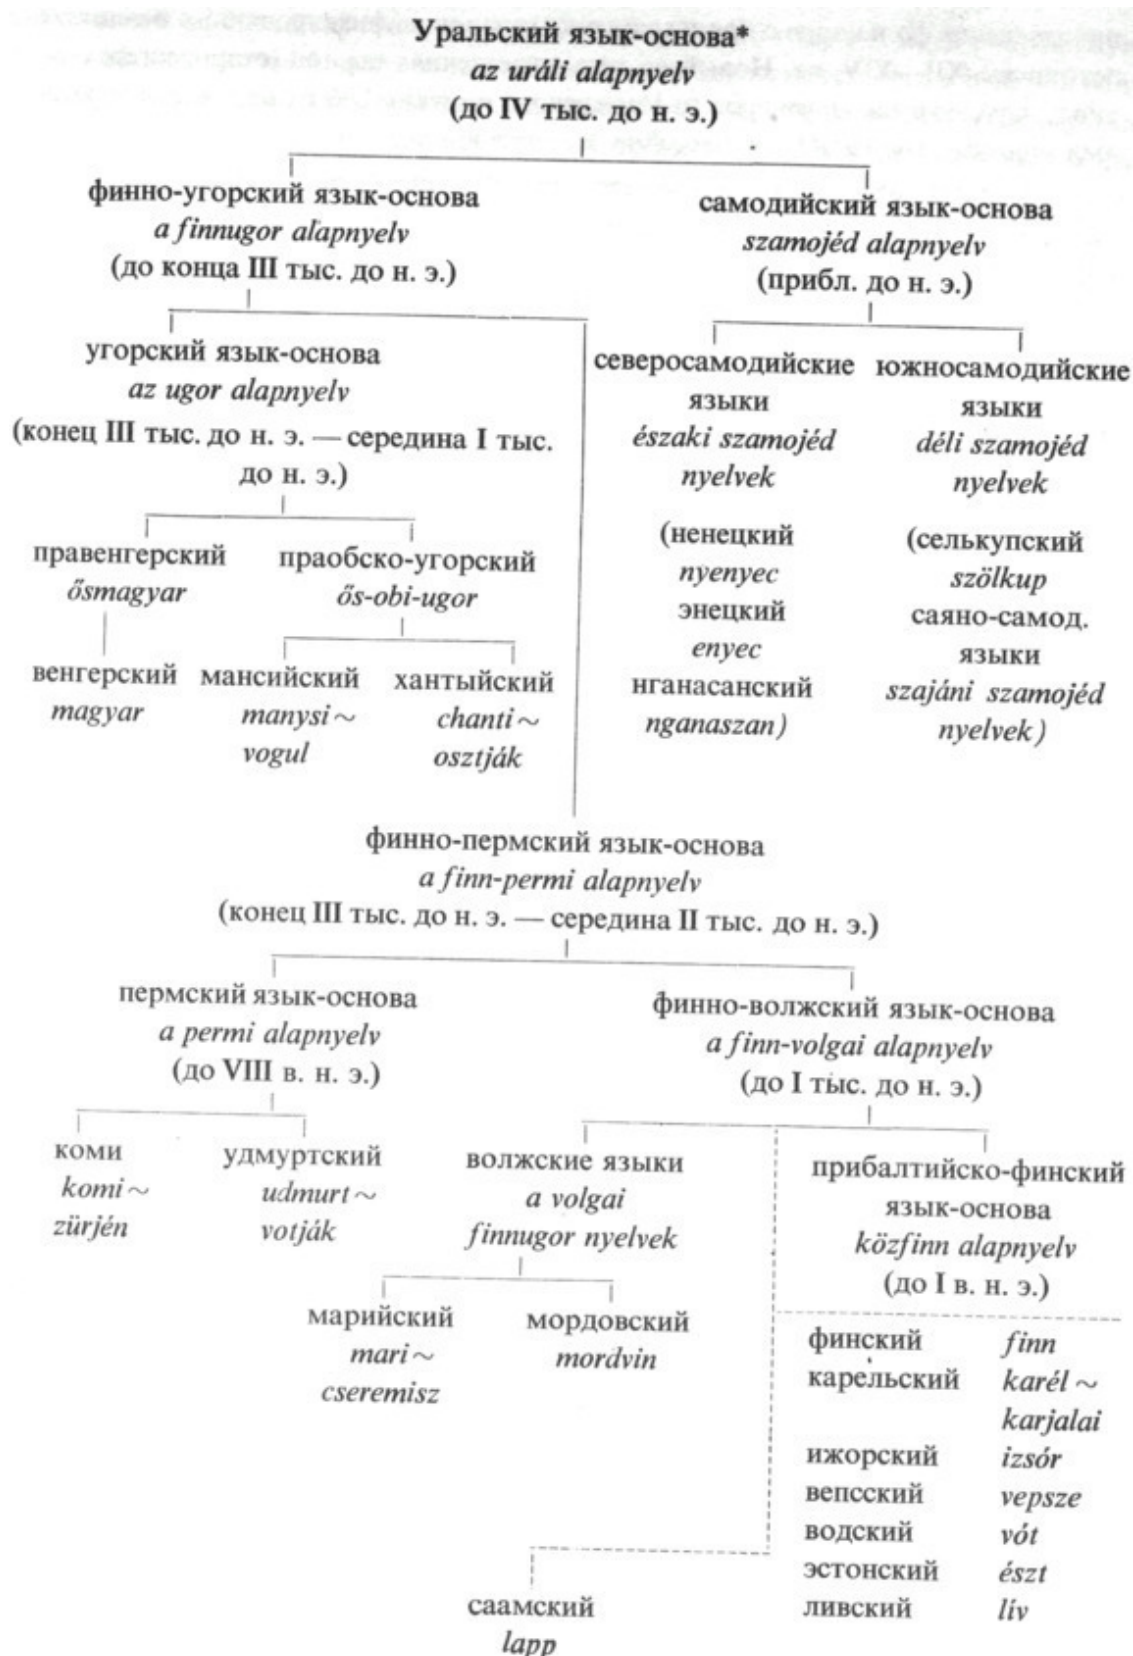 Уральский язык-основа*
az uráli alapnyelv
(до IV тыс. до н. э.)
финно-угорский язык-основа
a finnugor alapnyelv
(до конца III тыс. до н. э.)
самодийский язык-основа
szamojéd alapnyelv
(прибл. до н. э.)
угорский язык-основа
az ugor alapnyelv
(конец III тыс. до н. э. — середина I тыс.
до н. э.)
северосамодийские
языки
északi szamojéd
nyelvek
(ненецкий
nyenyec
энецкий
enyec
нганасанский
nganaszan)
южносамодийские
языки
déli szamojéd
nyelvek
(селькупский
szölkup
саяно-самод.
языки
szajáni szamojéd
nyelvek)
правенгерский
ősmagyar
праобско-угорский
ős-obi-ugor
венгерский
magyar
мансийский
manysi ~
vogul
хантыйский
chanti ~
osztják
финно-пермский язык-основа
a finn-permi alapnyelv
(конец III тыс. до н. э. — середина II тыс. до н. э.)
пермский язык-основа
a permi alapnyelv
(до VIII в. н. э.)
финно-волжский язык-основа
a finn-volgai alapnyelv
(до I тыс. до н. э.)
коми
komi ~
zürjén
удмуртский
udmurt ~
votják
волжские языки
a volgai
finnugor nyelvek
прибалтийско-финский
язык-основа
közfinn alapnyelv
(до I в. н. э.)
марийский
mari ~
cseremisz
мордовский
mordvin
финский finn
карельский karél ~
karjalai
ижорский izsór
вепсский vepsze
водский vót
эстонский észt
ливский lív
саамский
lapp